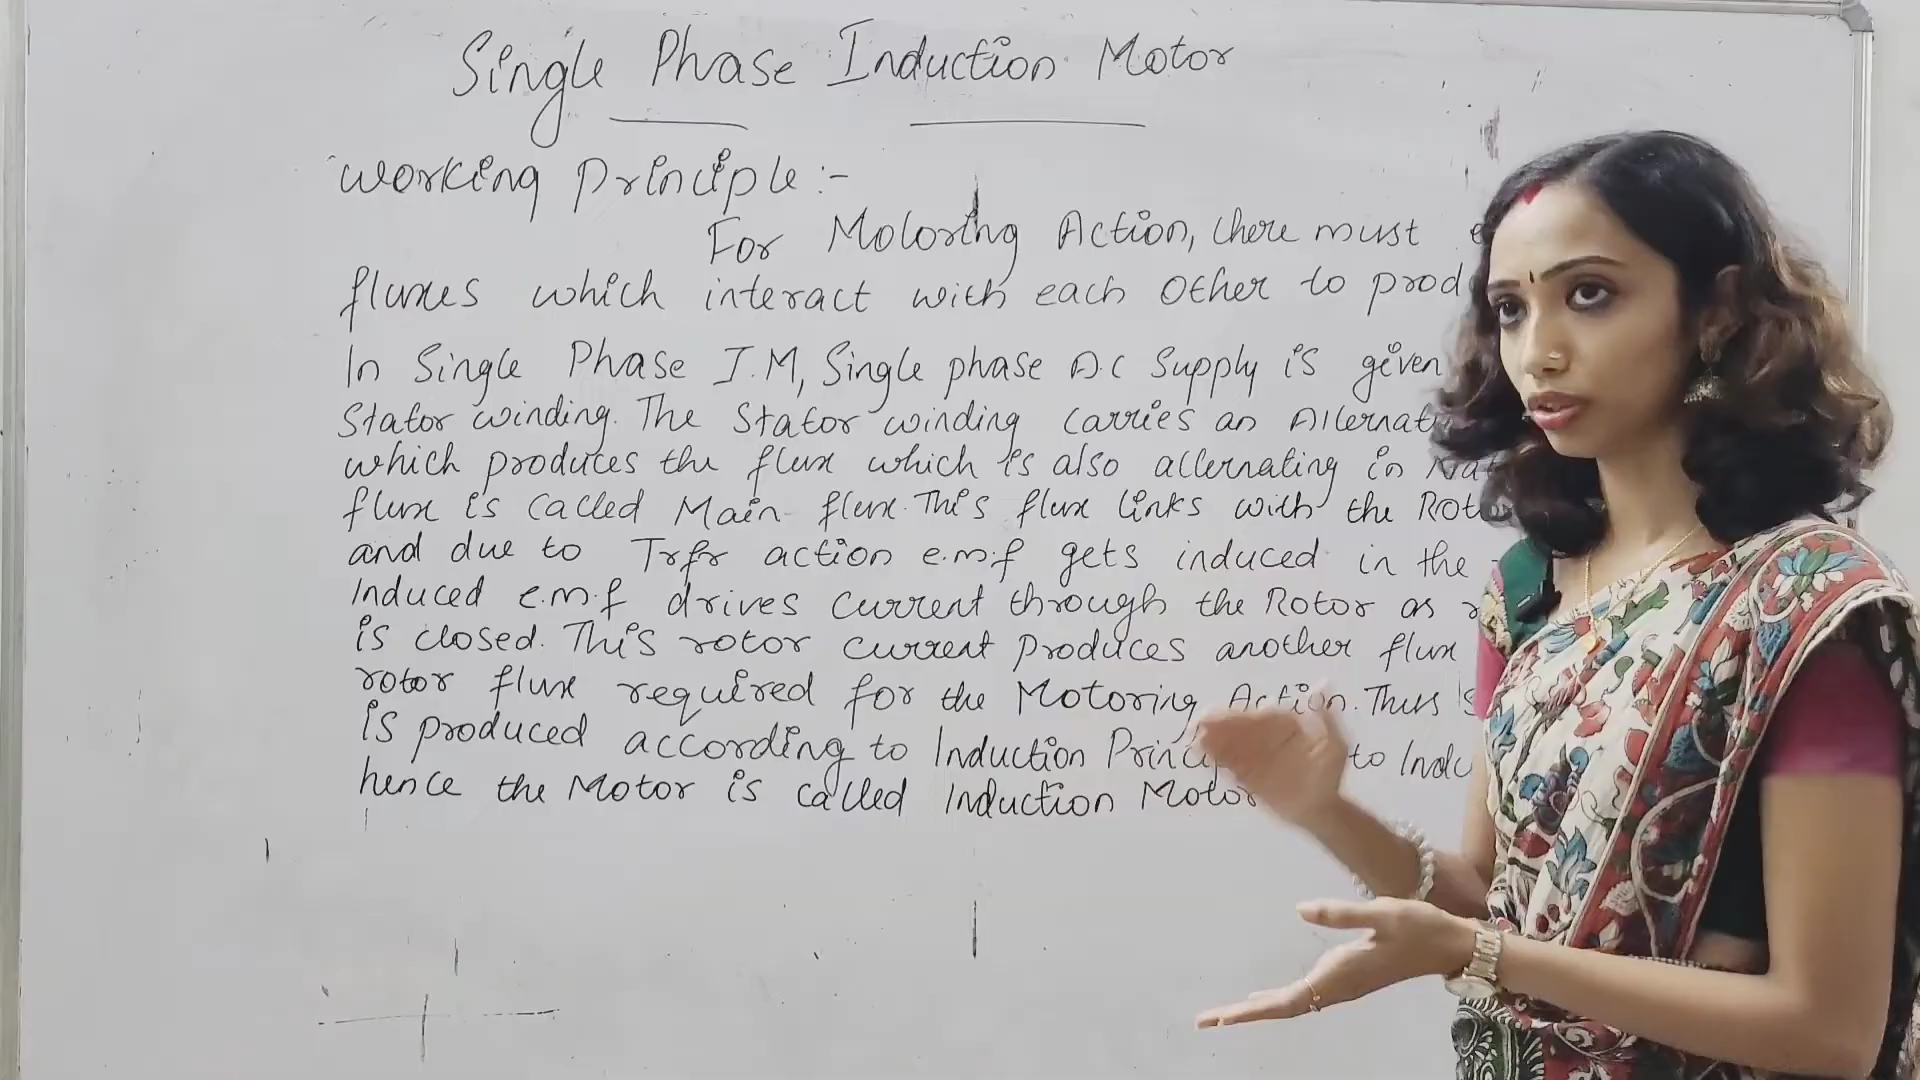 Single Phase Induction Motor
Working Principle :-
For Motoring Action, there must
fluxes which interact with each other to prod
In Single Phase I.M, Single phase A.C Supply is given
Stator winding. The Stator winding carries an Alternat
which produces the flux which is also alternating in Nat
flux is called Main flux. This flux links with the Roto
and due to Trfr action e.m.f gets induced in the
Induced e.m.f drives current through the Rotor as
is closed. This rotor current produces another flux
rotor flux required for the Motoring Action. Thus
is produced according to Induction Princip to Indu
hence the Motor is called Induction Motor